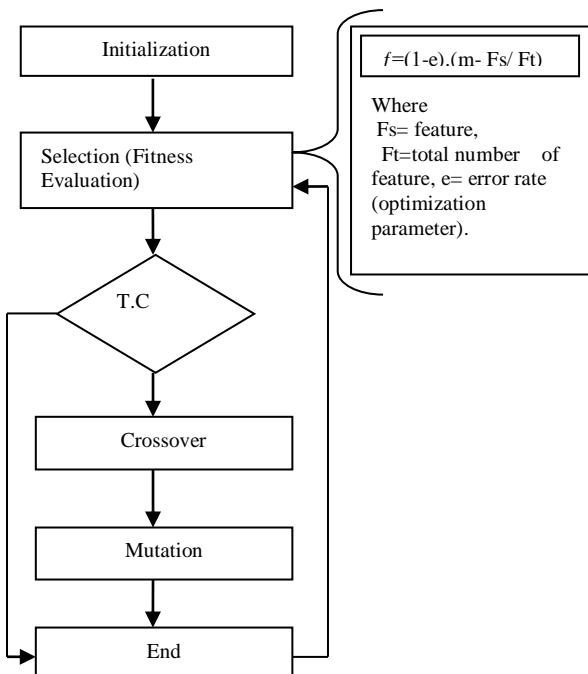 Initialization
Selection (Fitness
Evaluation)
T.C
Crossover
Mutation
End
f=(1-e).(m- Fs/ Ft)
Where
Fs= feature,
Ft=total number of
feature, e= error rate
(optimization
parameter).